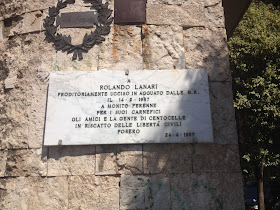 ROLANDO LANARI
PRODITORIAMENTE UCCISO IN AGGUATO DALLE B.R.
IL 14-2-1987
A MONITO PERENNE
PER I SUOI CARNEFICI
GLI AMICI E LA GENTE DI CENTOCELLE
IN RISCATTO DELLE LIBERTÀ CIVILI
POSERO
24-4-1987